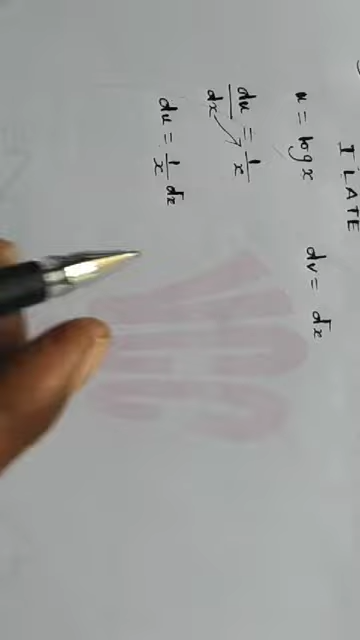 I LATE
u = log x dv = dx
du/dx = 1/x
du = 1/x dx